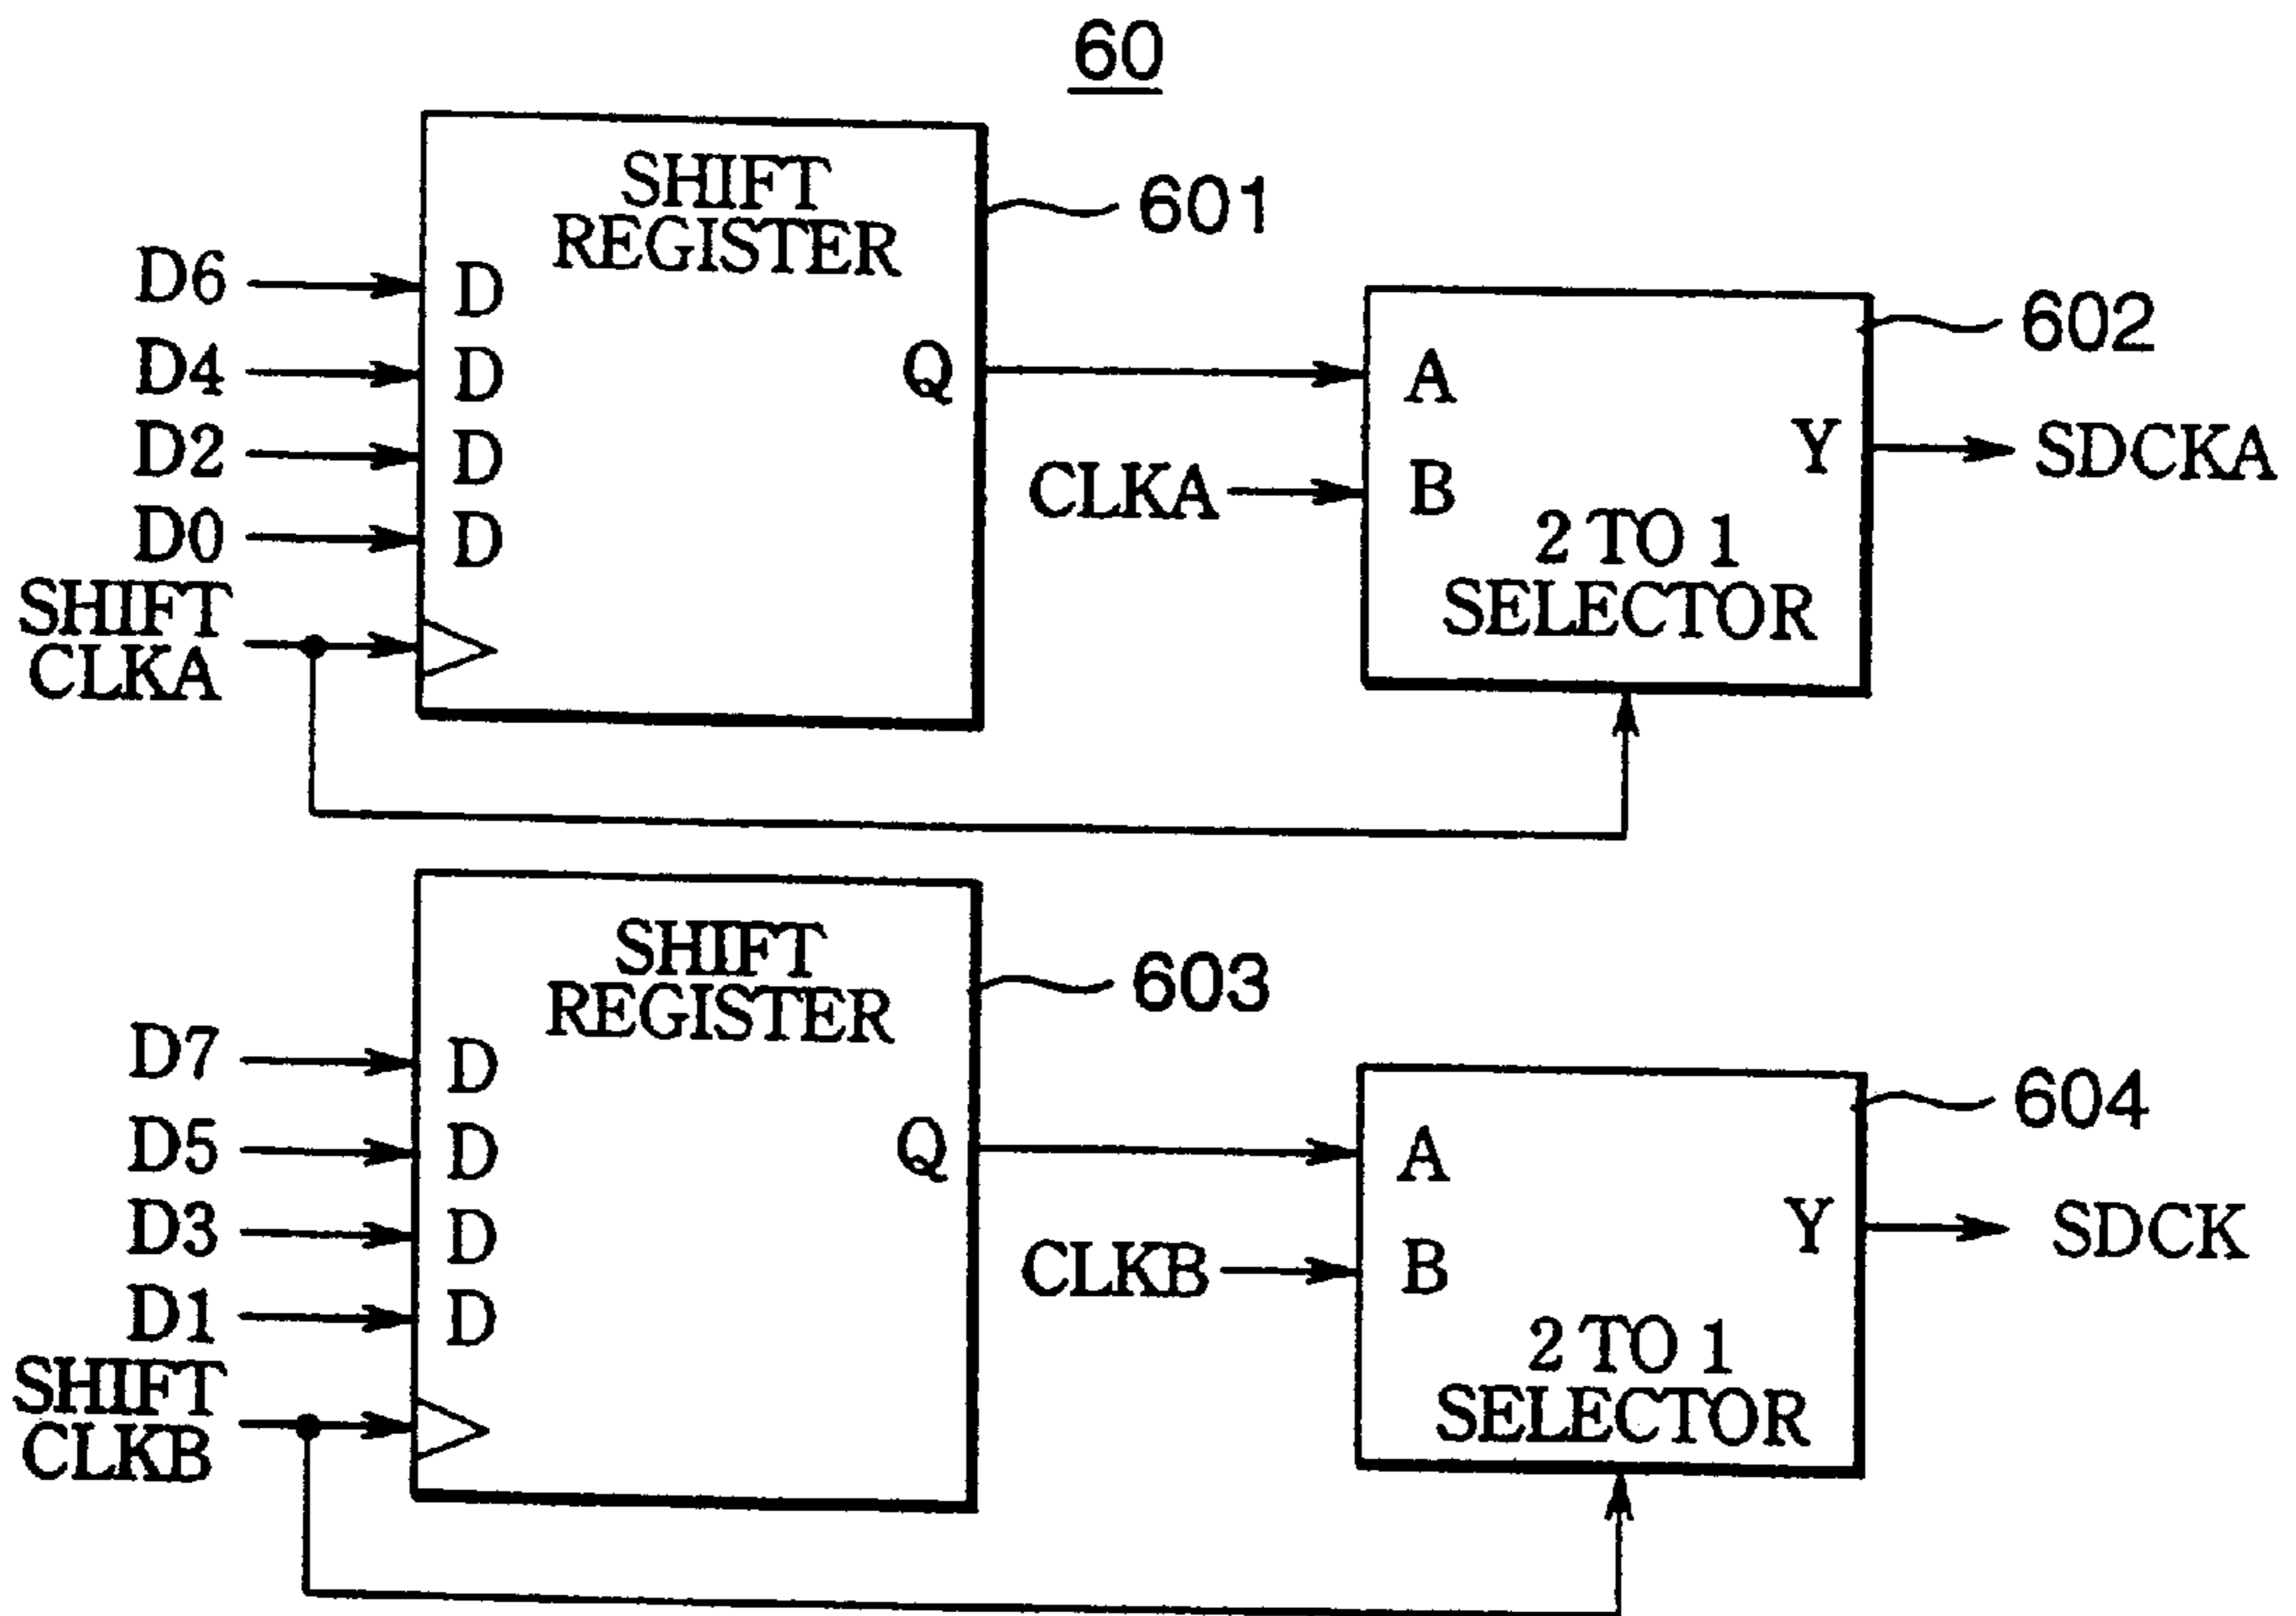 60
SHIFT
REGISTER
601
D6
D
D4
D
Q
D2
D
D0
D
SHIFT
CLKA
A
602
CLKA
B
Y
SDCKA
2 TO 1
SELECTOR
SHIFT
REGISTER
603
D7
D
D5
D
Q
D3
D
D1
D
SHIFT
CLKB
A
604
CLKB
B
Y
SDCK
2 TO 1
SELECTOR